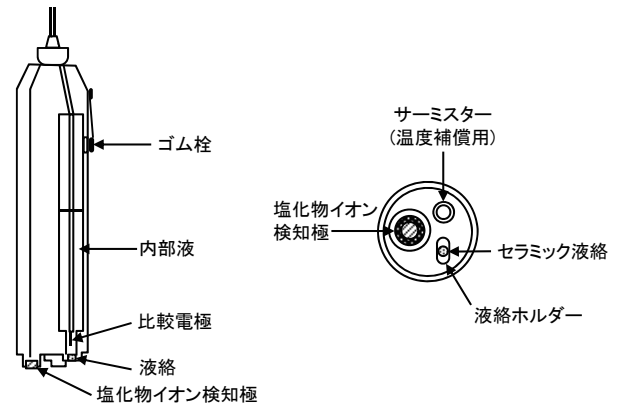 ゴム栓
内部液
比較電極
液絡
塩化物イオン検知極
サーミスター
(温度補償用)
塩化物イオン
検知極
セラミック液絡
液絡ホルダー